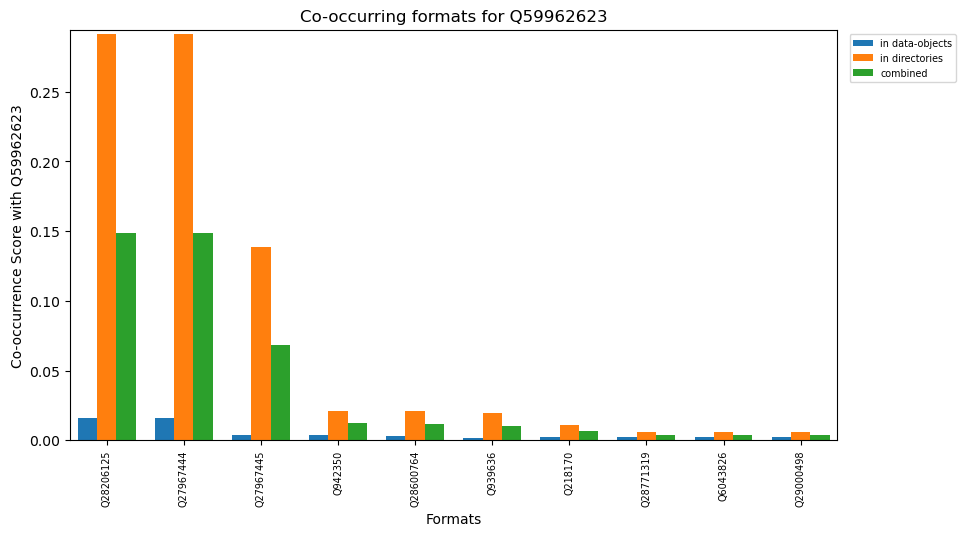 Co-occurring formats for Q59962623
in data-objects
in directories
combined
Co-occurrence Score with Q59962623
0.25
0.20
0.15
0.10
0.05
0.00
Q28206125
Q27967444
Q27967445
Q942350
Q28600764
Q939636
Q218170
Q28771319
Q6043826
Q29000498
Formats